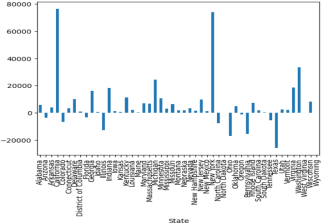 80000
60000
40000
20000
0
−20000
Alabama
Arizona
Arkansas
California
Colorado
Connecticut
Delaware
District of Columbia
Florida
Georgia
Idaho
Illinois
Indiana
Iowa
Kansas
Kentucky
Louisiana
Maine
Maryland
Massachusetts
Michigan
Minnesota
Mississippi
Missouri
Montana
Nebraska
Nevada
New Hampshire
New Jersey
New Mexico
New York
North Carolina
North Dakota
Ohio
Oklahoma
Oregon
Pennsylvania
Rhode Island
South Carolina
South Dakota
Tennessee
Texas
Utah
Vermont
Virginia
Washington
West Virginia
Wisconsin
Wyoming
State